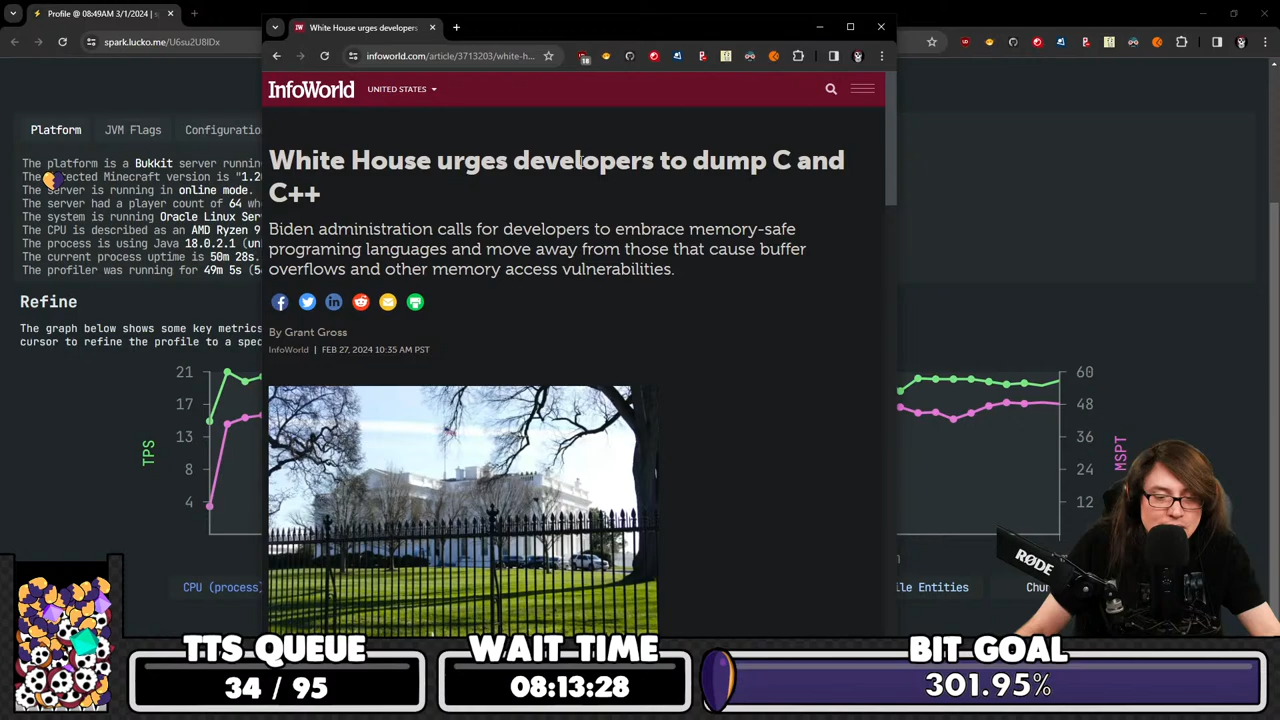 Profile @ 08:49AM 3/1/2024 | s
White House urges developers
spark.lucko.me/U6su2U8IDx
infoworld.com/article/3713203/white-h...
18
InfoWorld
UNITED STATES
Platform
JVM Flags
Configuratio
The platform is a Bukkit server runnin
The detected Minecraft version is "1.2
The server is running in online mode.
The server had a player count of 64 w
The system is running Oracle Linux Ser
The CPU is described as an AMD Ryzen 9
The process is using Java 18.0.2.1 (
The current process uptime is 50m 28s.
The profiler was running for 49m 5s (5
White House urges developers to dump C and
C++
Biden administration calls for developers to embrace memory-safe
programing languages and move away from those that cause buffer
overflows and other memory access vulnerabilities.
By Grant Gross
InfoWorld | FEB 27, 2024 10:35 AM PST
Refine
The graph below shows some key metrics
cursor to refine the profile to a spec
21
17
13
8
4
TPS
60
48
36
24
12
MSPT
CPU (process)
le Entities
Chu
RØDE
TTS QUEUE
34 / 95
WAIT TIME
08:13:28
BIT GOAL
301.95%